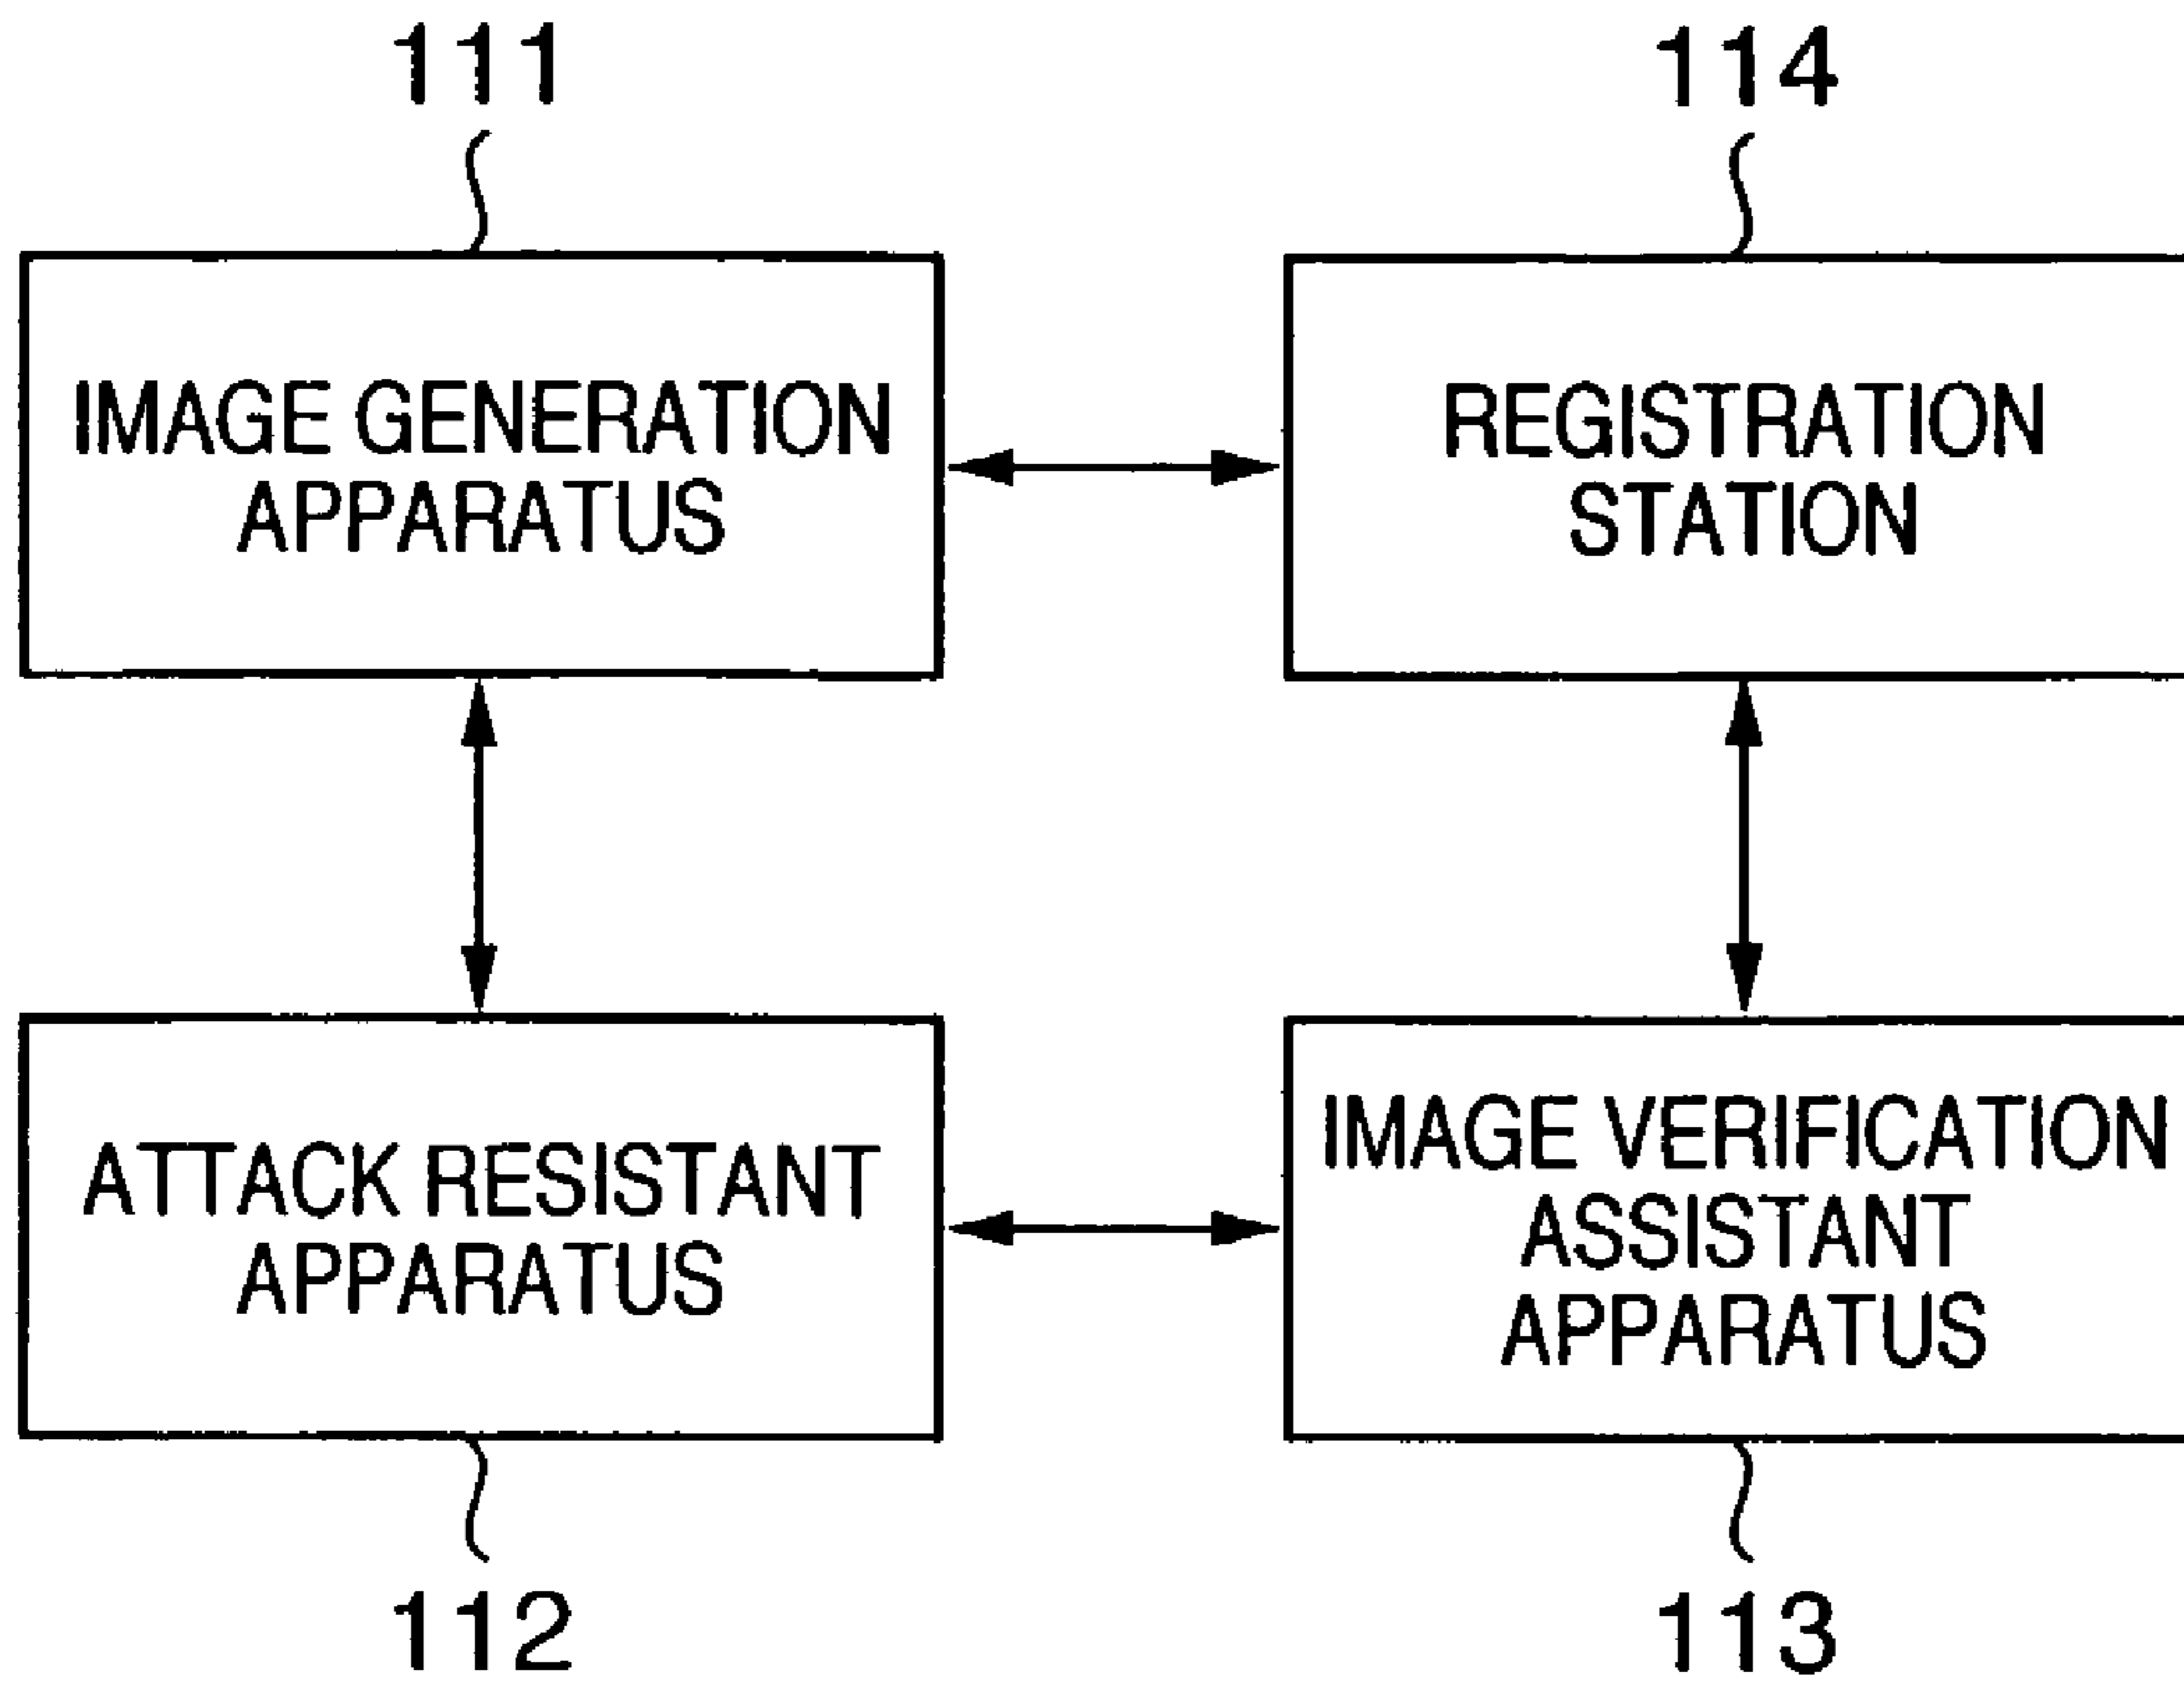 111
114
IMAGE GENERATION
APPARATUS
REGISTRATION
STATION
ATTACK RESISTANT
APPARATUS
IMAGE VERIFICATION
ASSISTANT
APPARATUS
112
113